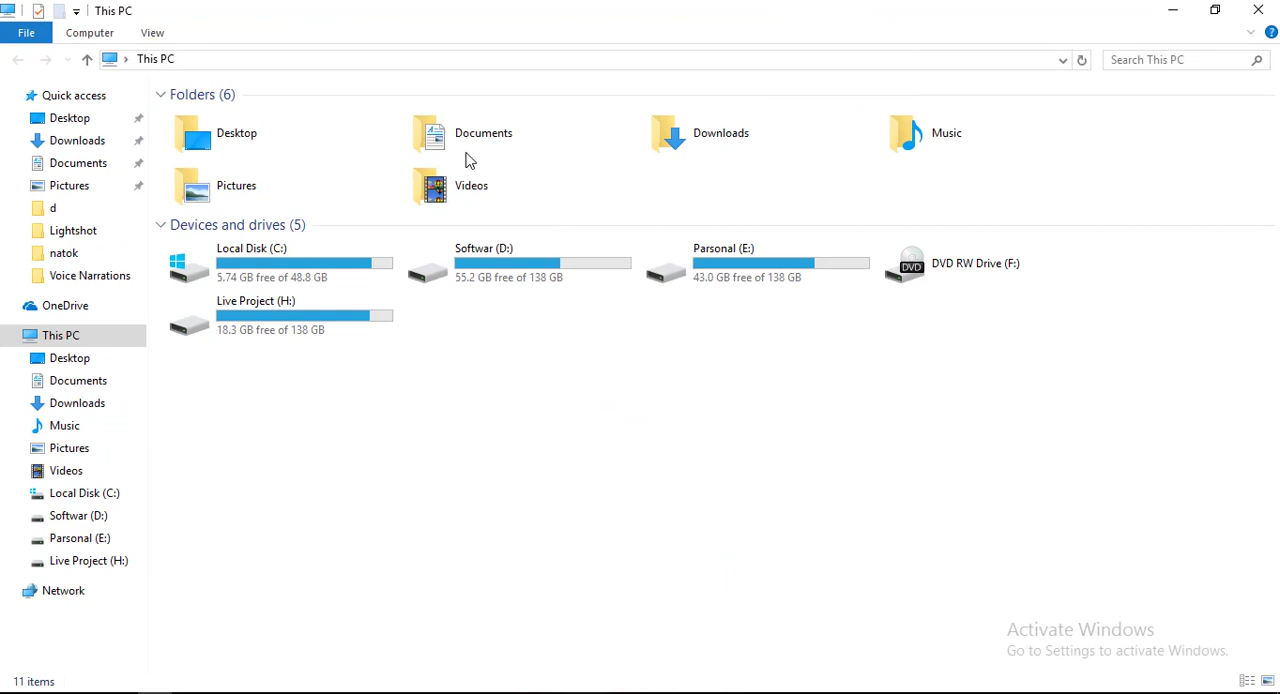 This PC
File Computer View
This PC
Search This PC
Quick access
Desktop
Downloads
Documents
Pictures
d
Lightshot
natok
Voice Narrations
OneDrive
This PC
Desktop
Documents
Downloads
Music
Pictures
Videos
Local Disk (C:)
Softwar (D:)
Parsonal (E:)
Live Project (H:)
Network
Folders (6)
Desktop
Documents
Downloads
Music
Pictures
Videos
Devices and drives (5)
Local Disk (C:)
5.74 GB free of 48.8 GB
Softwar (D:)
55.2 GB free of 138 GB
Parsonal (E:)
43.0 GB free of 138 GB
DVD
DVD RW Drive (F:)
Live Project (H:)
18.3 GB free of 138 GB
Activate Windows
Go to Settings to activate Windows.
11 items